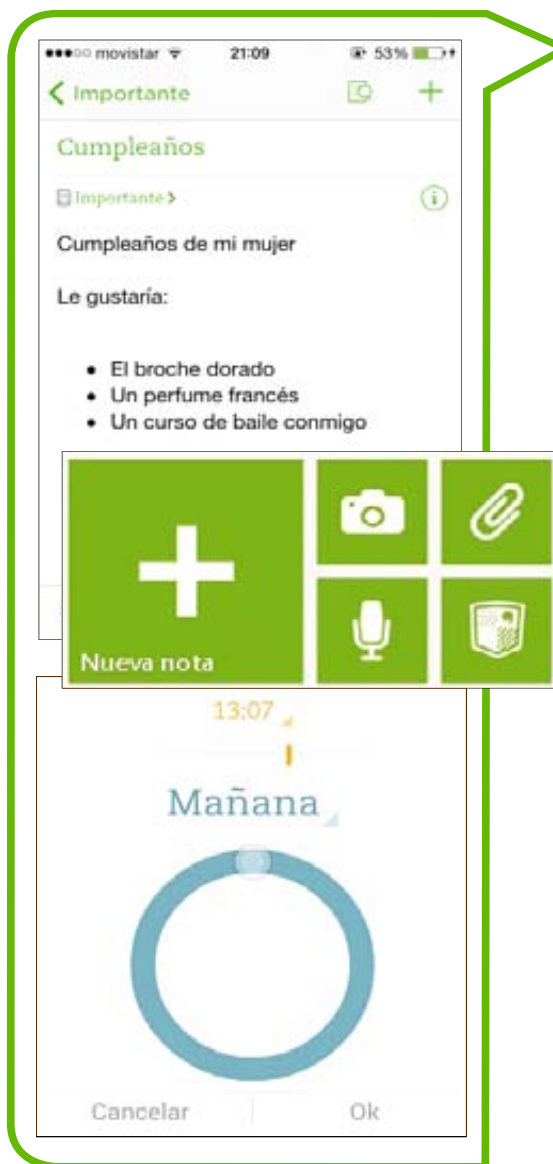 movistar 21:09 53%
Importante
Cumpleaños
Importante
Cumpleaños de mi mujer
Le gustaría:
• El broche dorado
• Un perfume francés
• Un curso de baile conmigo
Nueva nota
13:07
Mañana
Cancelar Ok